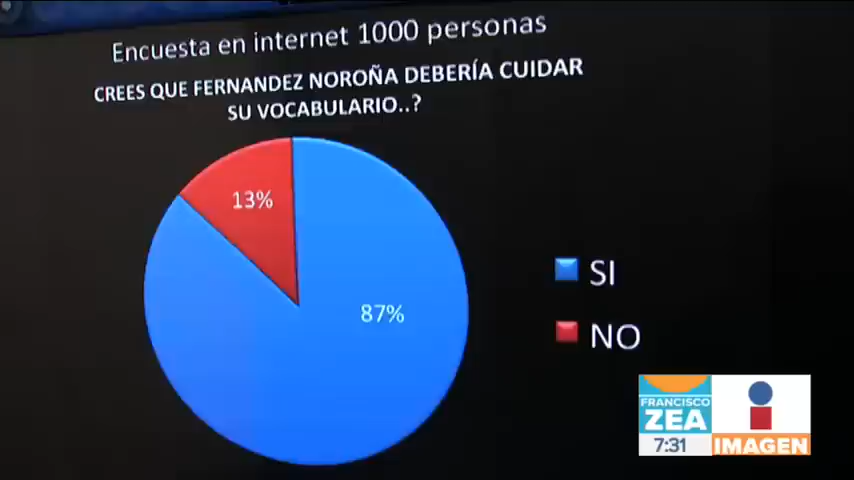 Encuesta en internet 1000 personas
CREES QUE FERNANDEZ NOROÑA DEBERÍA CUIDAR
SU VOCABULARIO..?
13%
87%
SI
NO
FRANCISCO
ZEA
7:31
IMAGEN